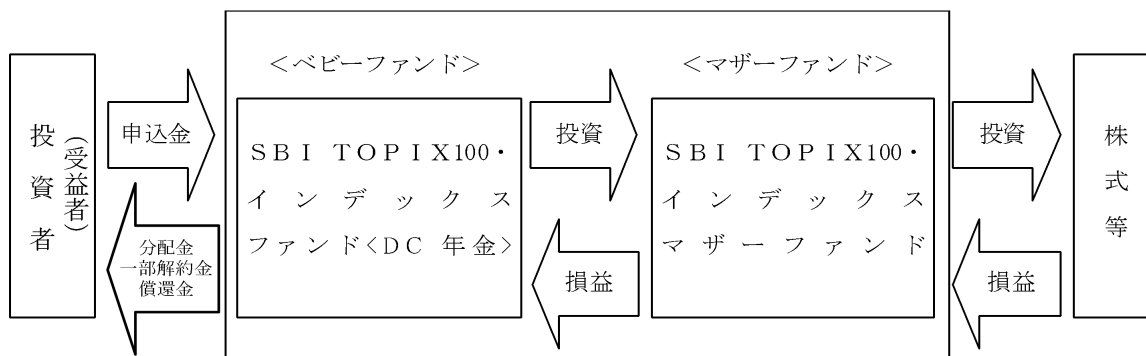 投資者
(受益者)
申込金
分配金
一部解約金
償還金
＜ベビーファンド＞
ＳＢＩ ＴＯＰＩＸ100・
インデックス
ファンド＜ＤＣ 年金＞
投資
損益
＜マザーファンド＞
ＳＢＩ ＴＯＰＩＸ100・
インデックス
マザーファンド
投資
損益
株式等